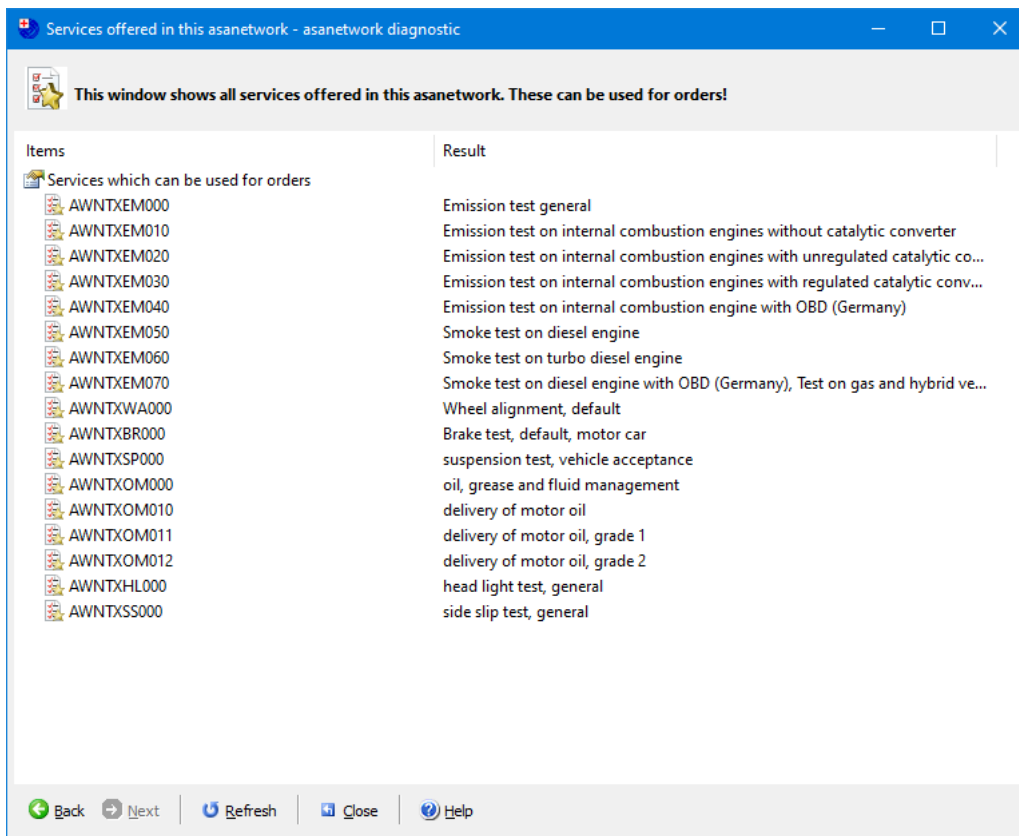 Services offered in this asanetwork - asanetwork diagnostic
This window shows all services offered in this asanetwork. These can be used for orders!
Items Result
Services which can be used for orders
AWNTXEM000 Emission test general
AWNTXEM010 Emission test on internal combustion engines without catalytic converter
AWNTXEM020 Emission test on internal combustion engines with unregulated catalytic co...
AWNTXEM030 Emission test on internal combustion engines with regulated catalytic conv...
AWNTXEM040 Emission test on internal combustion engine with OBD (Germany)
AWNTXEM050 Smoke test on diesel engine
AWNTXEM060 Smoke test on turbo diesel engine
AWNTXEM070 Smoke test on diesel engine with OBD (Germany), Test on gas and hybrid ve...
AWNTXWA000 Wheel alignment, default
AWNTXBR000 Brake test, default, motor car
AWNTXSP000 suspension test, vehicle acceptance
AWNTXOM000 oil, grease and fluid management
AWNTXOM010 delivery of motor oil
AWNTXOM011 delivery of motor oil, grade 1
AWNTXOM012 delivery of motor oil, grade 2
AWNTXHL000 head light test, general
AWNTXSS000 side slip test, general
Back Next Refresh Close Help